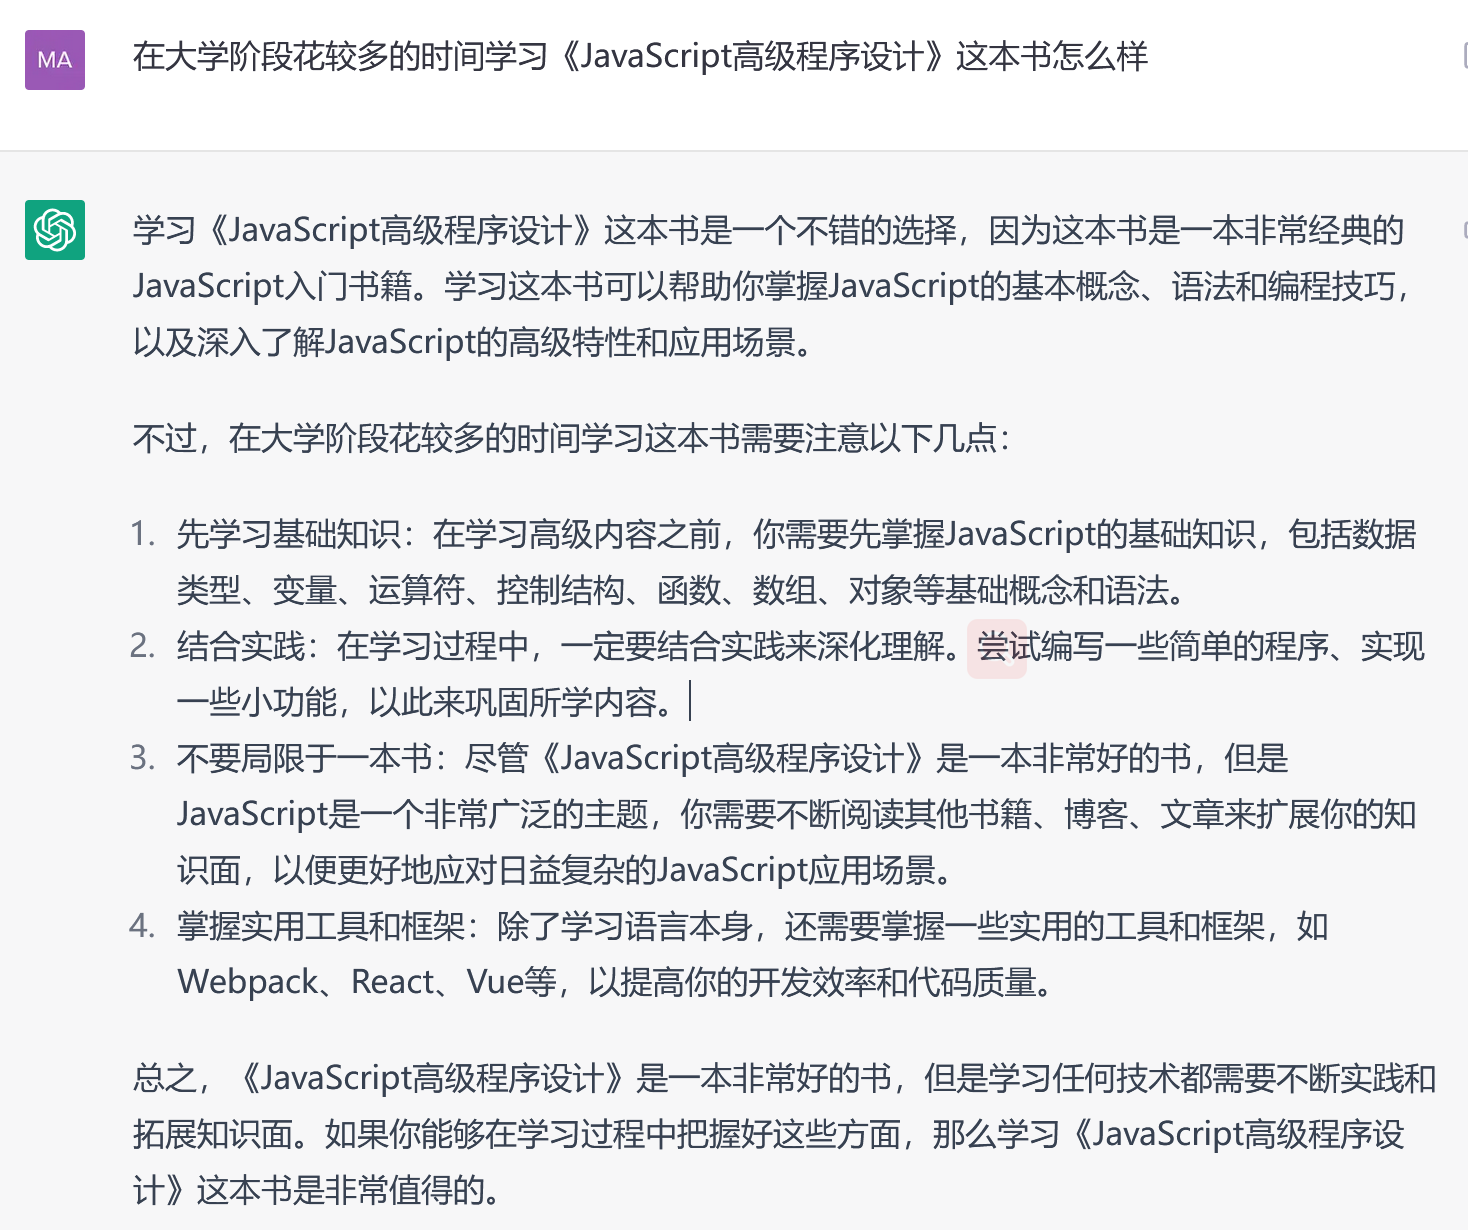 MA
在大学阶段花较多的时间学习《JavaScript高级程序设计》这本书怎么样
学习《JavaScript高级程序设计》这本书是一个不错的选择，因为这本书是一本非常经典的
JavaScript入门书籍。学习这本书可以帮助你掌握JavaScript的基本概念、语法和编程技巧，
以及深入了解JavaScript的高级特性和应用场景。
不过，在大学阶段花较多的时间学习这本书需要注意以下几点：
1. 先学习基础知识：在学习高级内容之前，你需要先掌握JavaScript的基础知识，包括数据
类型、变量、运算符、控制结构、函数、数组、对象等基础概念和语法。
2. 结合实践：在学习过程中，一定要结合实践来深化理解。尝试编写一些简单的程序、实现
一些小功能，以此来巩固所学内容。
3. 不要局限于一本书：尽管《JavaScript高级程序设计》是一本非常好的书，但是
JavaScript是一个非常广泛的主题，你需要不断阅读其他书籍、博客、文章来扩展你的知
识面，以便更好地应对日益复杂的JavaScript应用场景。
4. 掌握实用工具和框架：除了学习语言本身，还需要掌握一些实用的工具和框架，如
Webpack、React、Vue等，以提高你的开发效率和代码质量。
总之，《JavaScript高级程序设计》是一本非常好的书，但是学习任何技术都需要不断实践和
拓展知识面。如果你能够在学习过程中把握好这些方面，那么学习《JavaScript高级程序设
计》这本书是非常值得的。